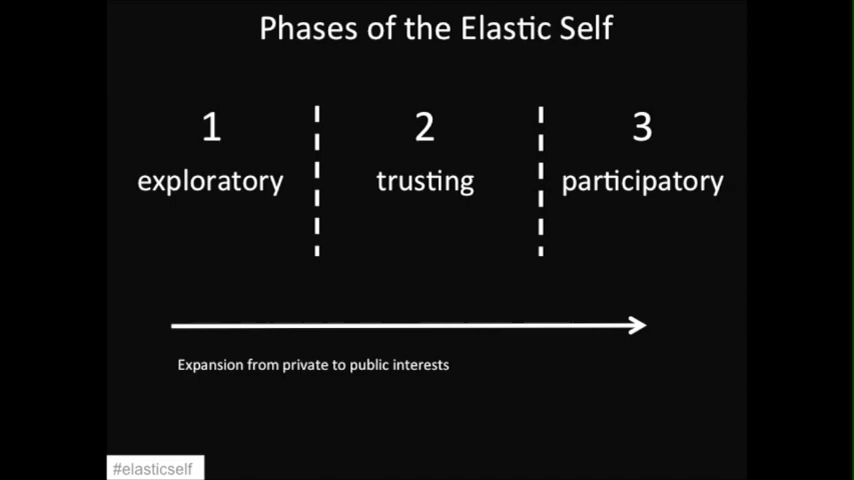 Phases of the Elastic Self
1 2 3
exploratory trusting participatory
Expansion from private to public interests
#elasticself